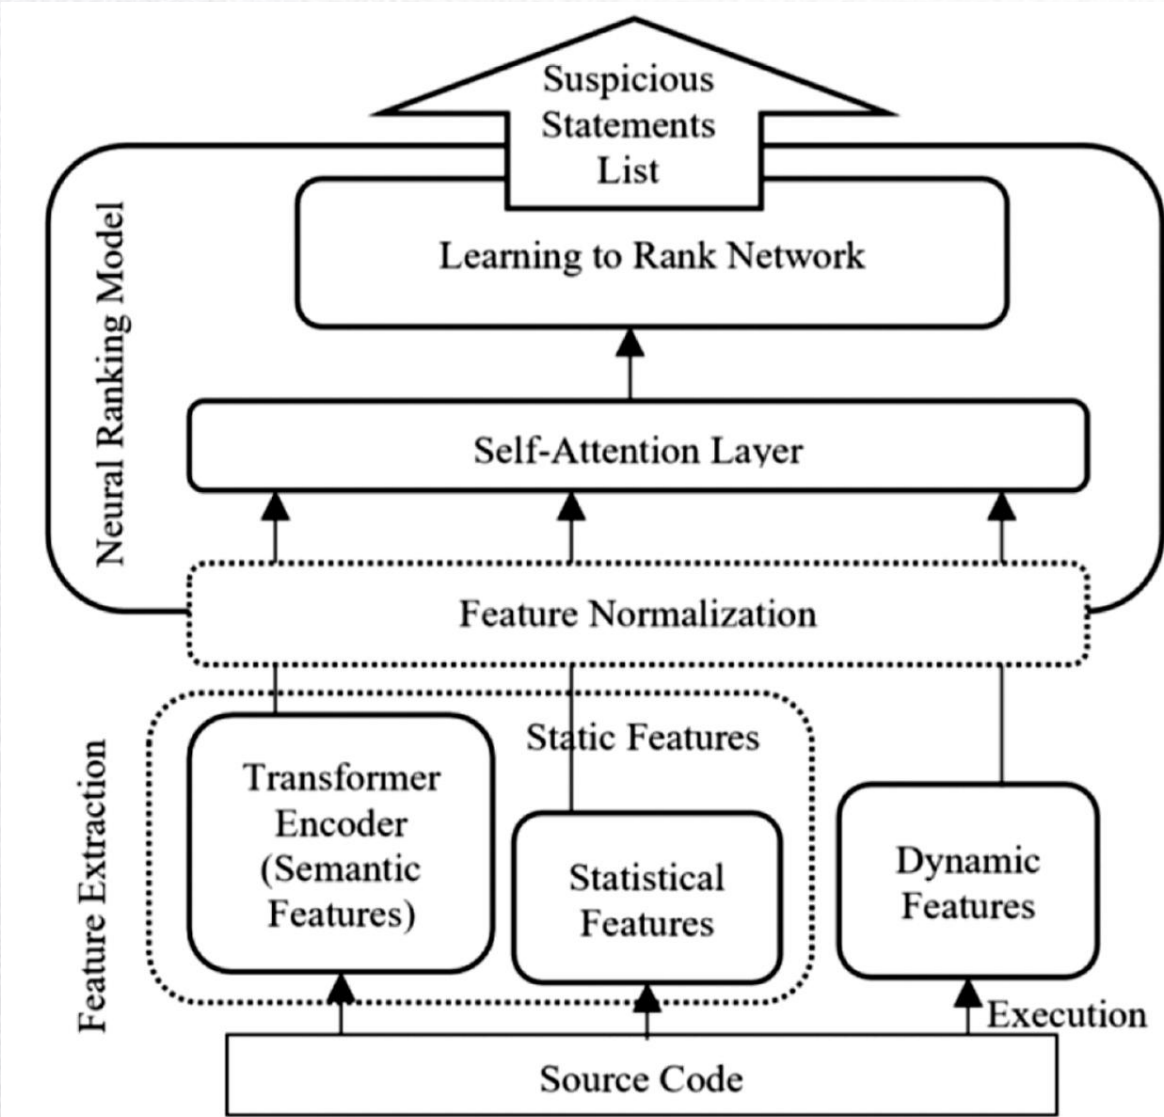 Suspicious
Statements
List
Learning to Rank Network
Neural Ranking Model
Self-Attention Layer
Feature Normalization
Feature Extraction
Static Features
Transformer
Encoder
(Semantic
Features)
Statistical
Features
Dynamic
Features
Execution
Source Code